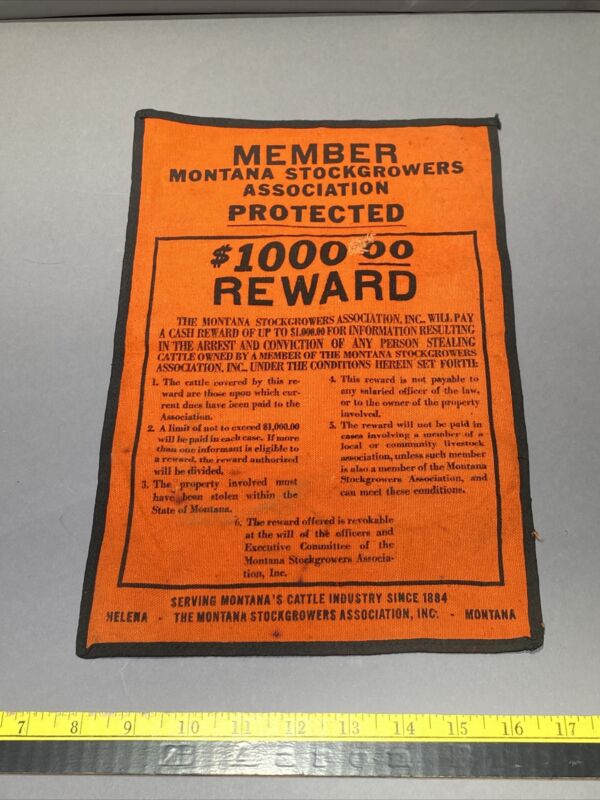 MEMBER
MONTANA STOCKGROWERS
ASSOCIATION
PROTECTED
$1000.00
REWARD
THE MONTANA STOCKGROWERS ASSOCIATION, INC., WILL PAY
A CASH REWARD OF UP TO $1,000.00 FOR INFORMATION RESULTING
IN THE ARREST AND CONVICTION OF ANY PERSON STEALING
CATTLE OWNED BY A MEMBER OF THE MONTANA STOCKGROWERS
ASSOCIATION, INC., UNDER THE CONDITIONS HEREIN SET FORTH:
1. The cattle covered by this re-
ward are those upon which cur-
rent dues have been paid to the
Association.
2. A limit of not to exceed $1,000.00
will be paid in each case. If more
than one informant is eligible to
a reward, the reward authorized
will be divided.
3. The property involved must
have been stolen within the
State of Montana.
4. This reward is not payable to
any salaried officer of the law,
or to the owner of the property
involved.
5. The reward will not be paid in
cases involving a member of a
local or community livestock
association, unless such member
is also a member of the Montana
Stockgrowers Association, and
can meet these conditions.
6. The reward offered is revokable
at the will of the officers and
Executive Committee of the
Montana Stockgrowers Associa-
tion, Inc.
SERVING MONTANA'S CATTLE INDUSTRY SINCE 1884
HELENA - THE MONTANA STOCKGROWERS ASSOCIATION, INC. - MONTANA
7 8 9 10 11 12 13 14 15 16 17